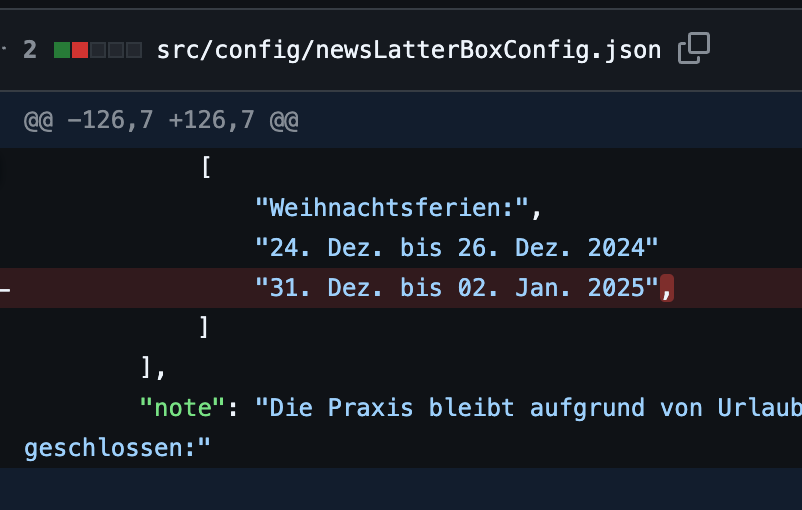 2 src/config/newsLatterBoxConfig.json
@@ -126,7 +126,7 @@
[
"Weihnachtsferien:",
"24. Dez. bis 26. Dez. 2024"
- "31. Dez. bis 02. Jan. 2025",
]
],
"note": "Die Praxis bleibt aufgrund von Urlaub
geschlossen:"